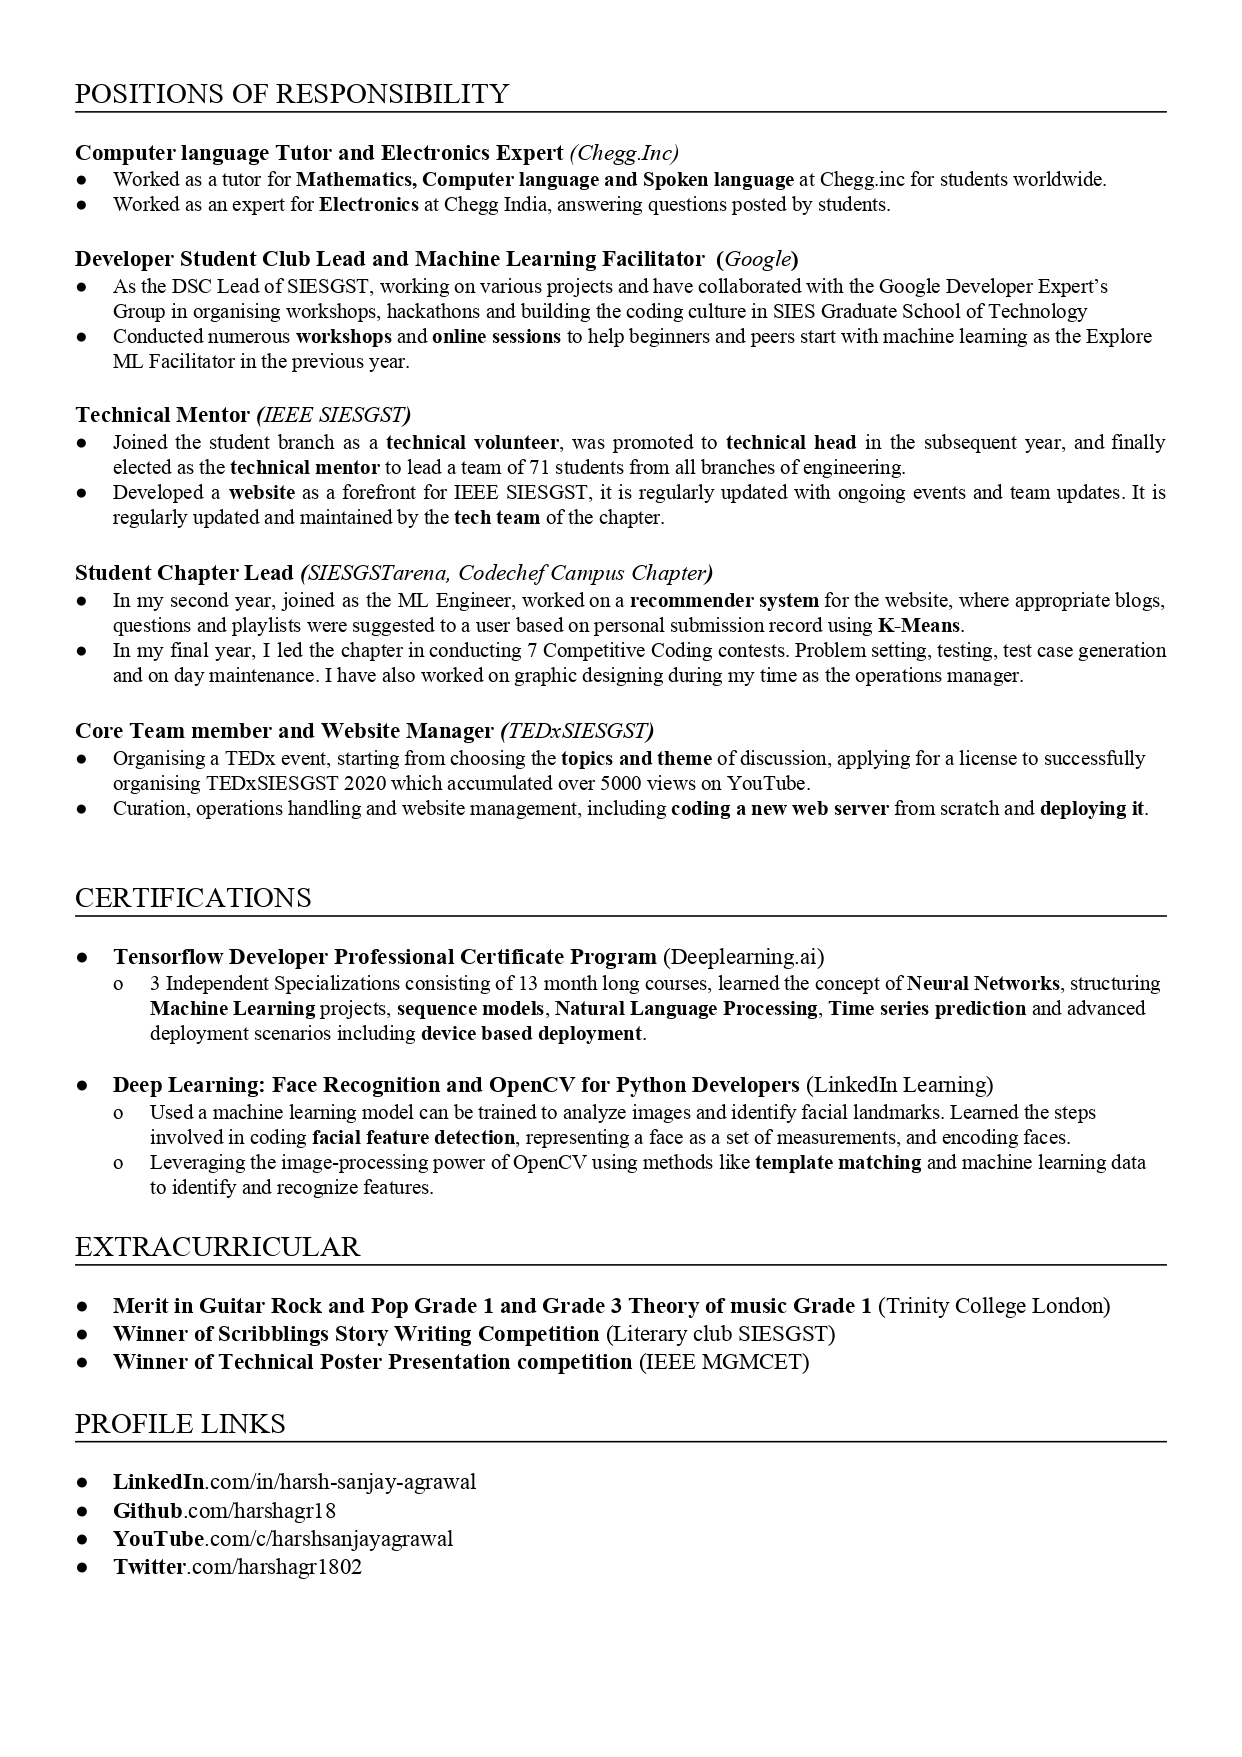 POSITIONS OF RESPONSIBILITY
Computer language Tutor and Electronics Expert (Chegg.Inc)
● Worked as a tutor for Mathematics, Computer language and Spoken language at Chegg.inc for students worldwide.
● Worked as an expert for Electronics at Chegg India, answering questions posted by students.
Developer Student Club Lead and Machine Learning Facilitator (Google)
● As the DSC Lead of SIESGST, working on various projects and have collaborated with the Google Developer Expert’s
Group in organising workshops, hackathons and building the coding culture in SIES Graduate School of Technology
● Conducted numerous workshops and online sessions to help beginners and peers start with machine learning as the Explore
ML Facilitator in the previous year.
Technical Mentor (IEEE SIESGST)
● Joined the student branch as a technical volunteer, was promoted to technical head in the subsequent year, and finally
elected as the technical mentor to lead a team of 71 students from all branches of engineering.
● Developed a website as a forefront for IEEE SIESGST, it is regularly updated with ongoing events and team updates. It is
regularly updated and maintained by the tech team of the chapter.
Student Chapter Lead (SIESGSTarena, Codechef Campus Chapter)
● In my second year, joined as the ML Engineer, worked on a recommender system for the website, where appropriate blogs,
questions and playlists were suggested to a user based on personal submission record using K-Means.
● In my final year, I led the chapter in conducting 7 Competitive Coding contests. Problem setting, testing, test case generation
and on day maintenance. I have also worked on graphic designing during my time as the operations manager.
Core Team member and Website Manager (TEDxSIESGST)
● Organising a TEDx event, starting from choosing the topics and theme of discussion, applying for a license to successfully
organising TEDxSIESGST 2020 which accumulated over 5000 views on YouTube.
● Curation, operations handling and website management, including coding a new web server from scratch and deploying it.
CERTIFICATIONS
● Tensorflow Developer Professional Certificate Program (Deeplearning.ai)
o 3 Independent Specializations consisting of 13 month long courses, learned the concept of Neural Networks, structuring
Machine Learning projects, sequence models, Natural Language Processing, Time series prediction and advanced
deployment scenarios including device based deployment.
● Deep Learning: Face Recognition and OpenCV for Python Developers (LinkedIn Learning)
o Used a machine learning model can be trained to analyze images and identify facial landmarks. Learned the steps
involved in coding facial feature detection, representing a face as a set of measurements, and encoding faces.
o Leveraging the image-processing power of OpenCV using methods like template matching and machine learning data
to identify and recognize features.
EXTRACURRICULAR
● Merit in Guitar Rock and Pop Grade 1 and Grade 3 Theory of music Grade 1 (Trinity College London)
● Winner of Scribblings Story Writing Competition (Literary club SIESGST)
● Winner of Technical Poster Presentation competition (IEEE MGMCET)
PROFILE LINKS
● LinkedIn.com/in/harsh-sanjay-agrawal
● Github.com/harshagr18
● YouTube.com/c/harshsanjayagrawal
● Twitter.com/harshagr1802